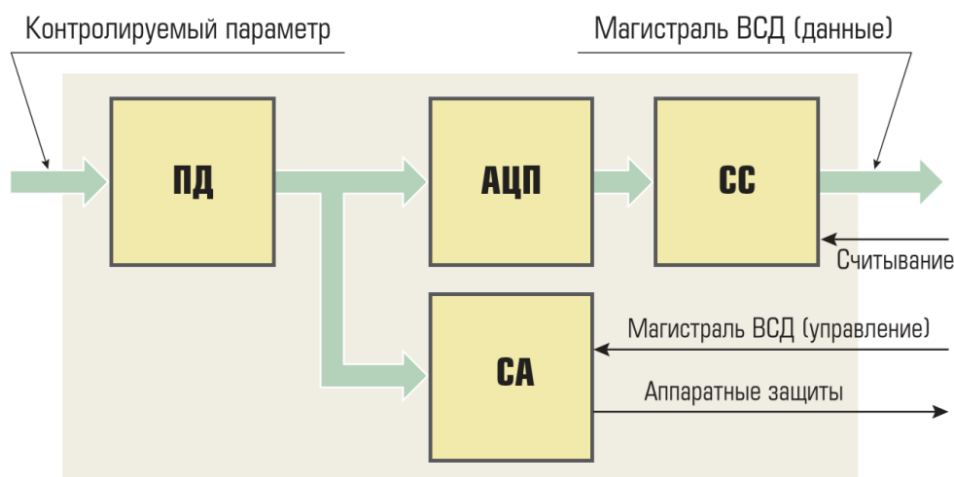 Контролируемый параметр
Магистраль ВСД (данные)
ПД
АЦП
СС
Считывание
СА
Магистраль ВСД (управление)
Аппаратные защиты